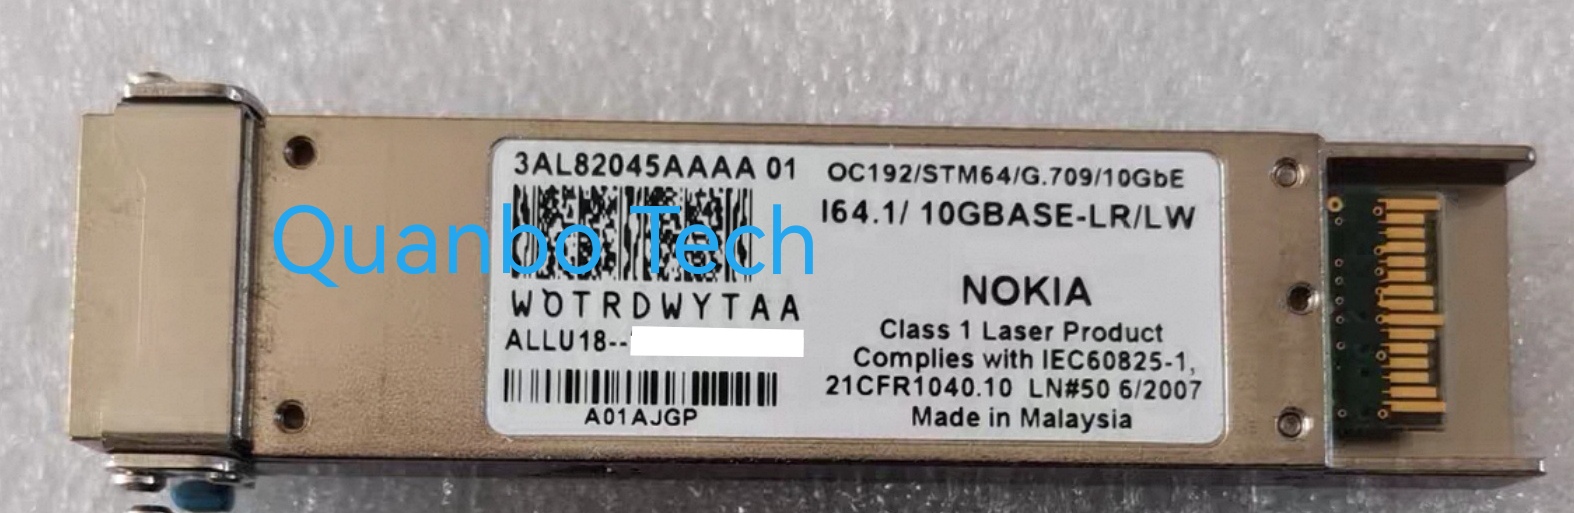 3AL82045AAAA 01
Quanbo Tech
WOTRDWYTAA
ALLU18--
A01AJGP
OC192/STM64/G.709/10GbE
I64.1/ 10GBASE-LR/LW
NOKIA
Class 1 Laser Product
Complies with IEC60825-1,
21CFR1040.10 LN#50 6/2007
Made in Malaysia